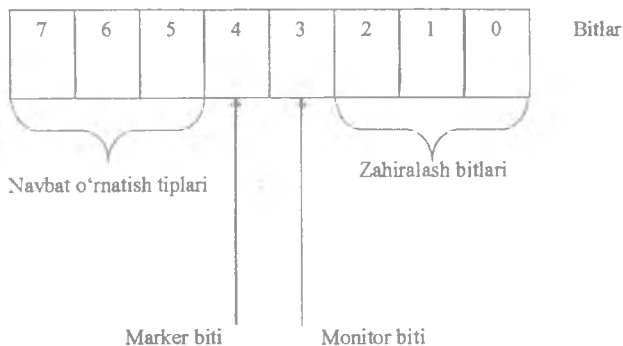 7 6 5 4 3 2 1 0 Bitlar
Navbat o‘rnatish tiplari
Zahiralash bitlari
Marker biti Monitor biti